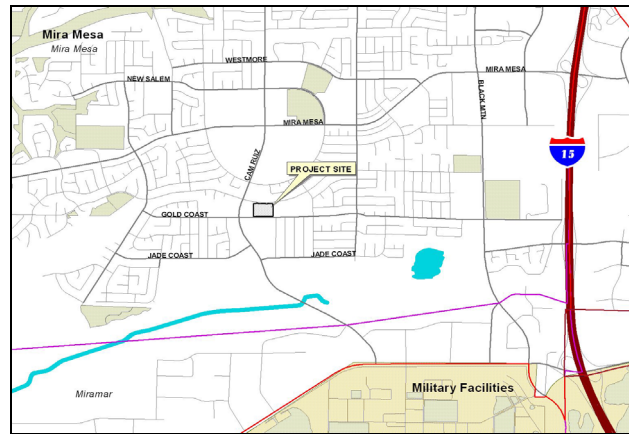 Mira Mesa
Mira Mesa
WESTMORE
NEW SALEM
MIRA MESA
BLACK MTN
MIRA MESA
CAM RUIZ
15
PROJECT SITE
GOLD COAST
JADE COAST
JADE COAST
Miramar
Military Facilities